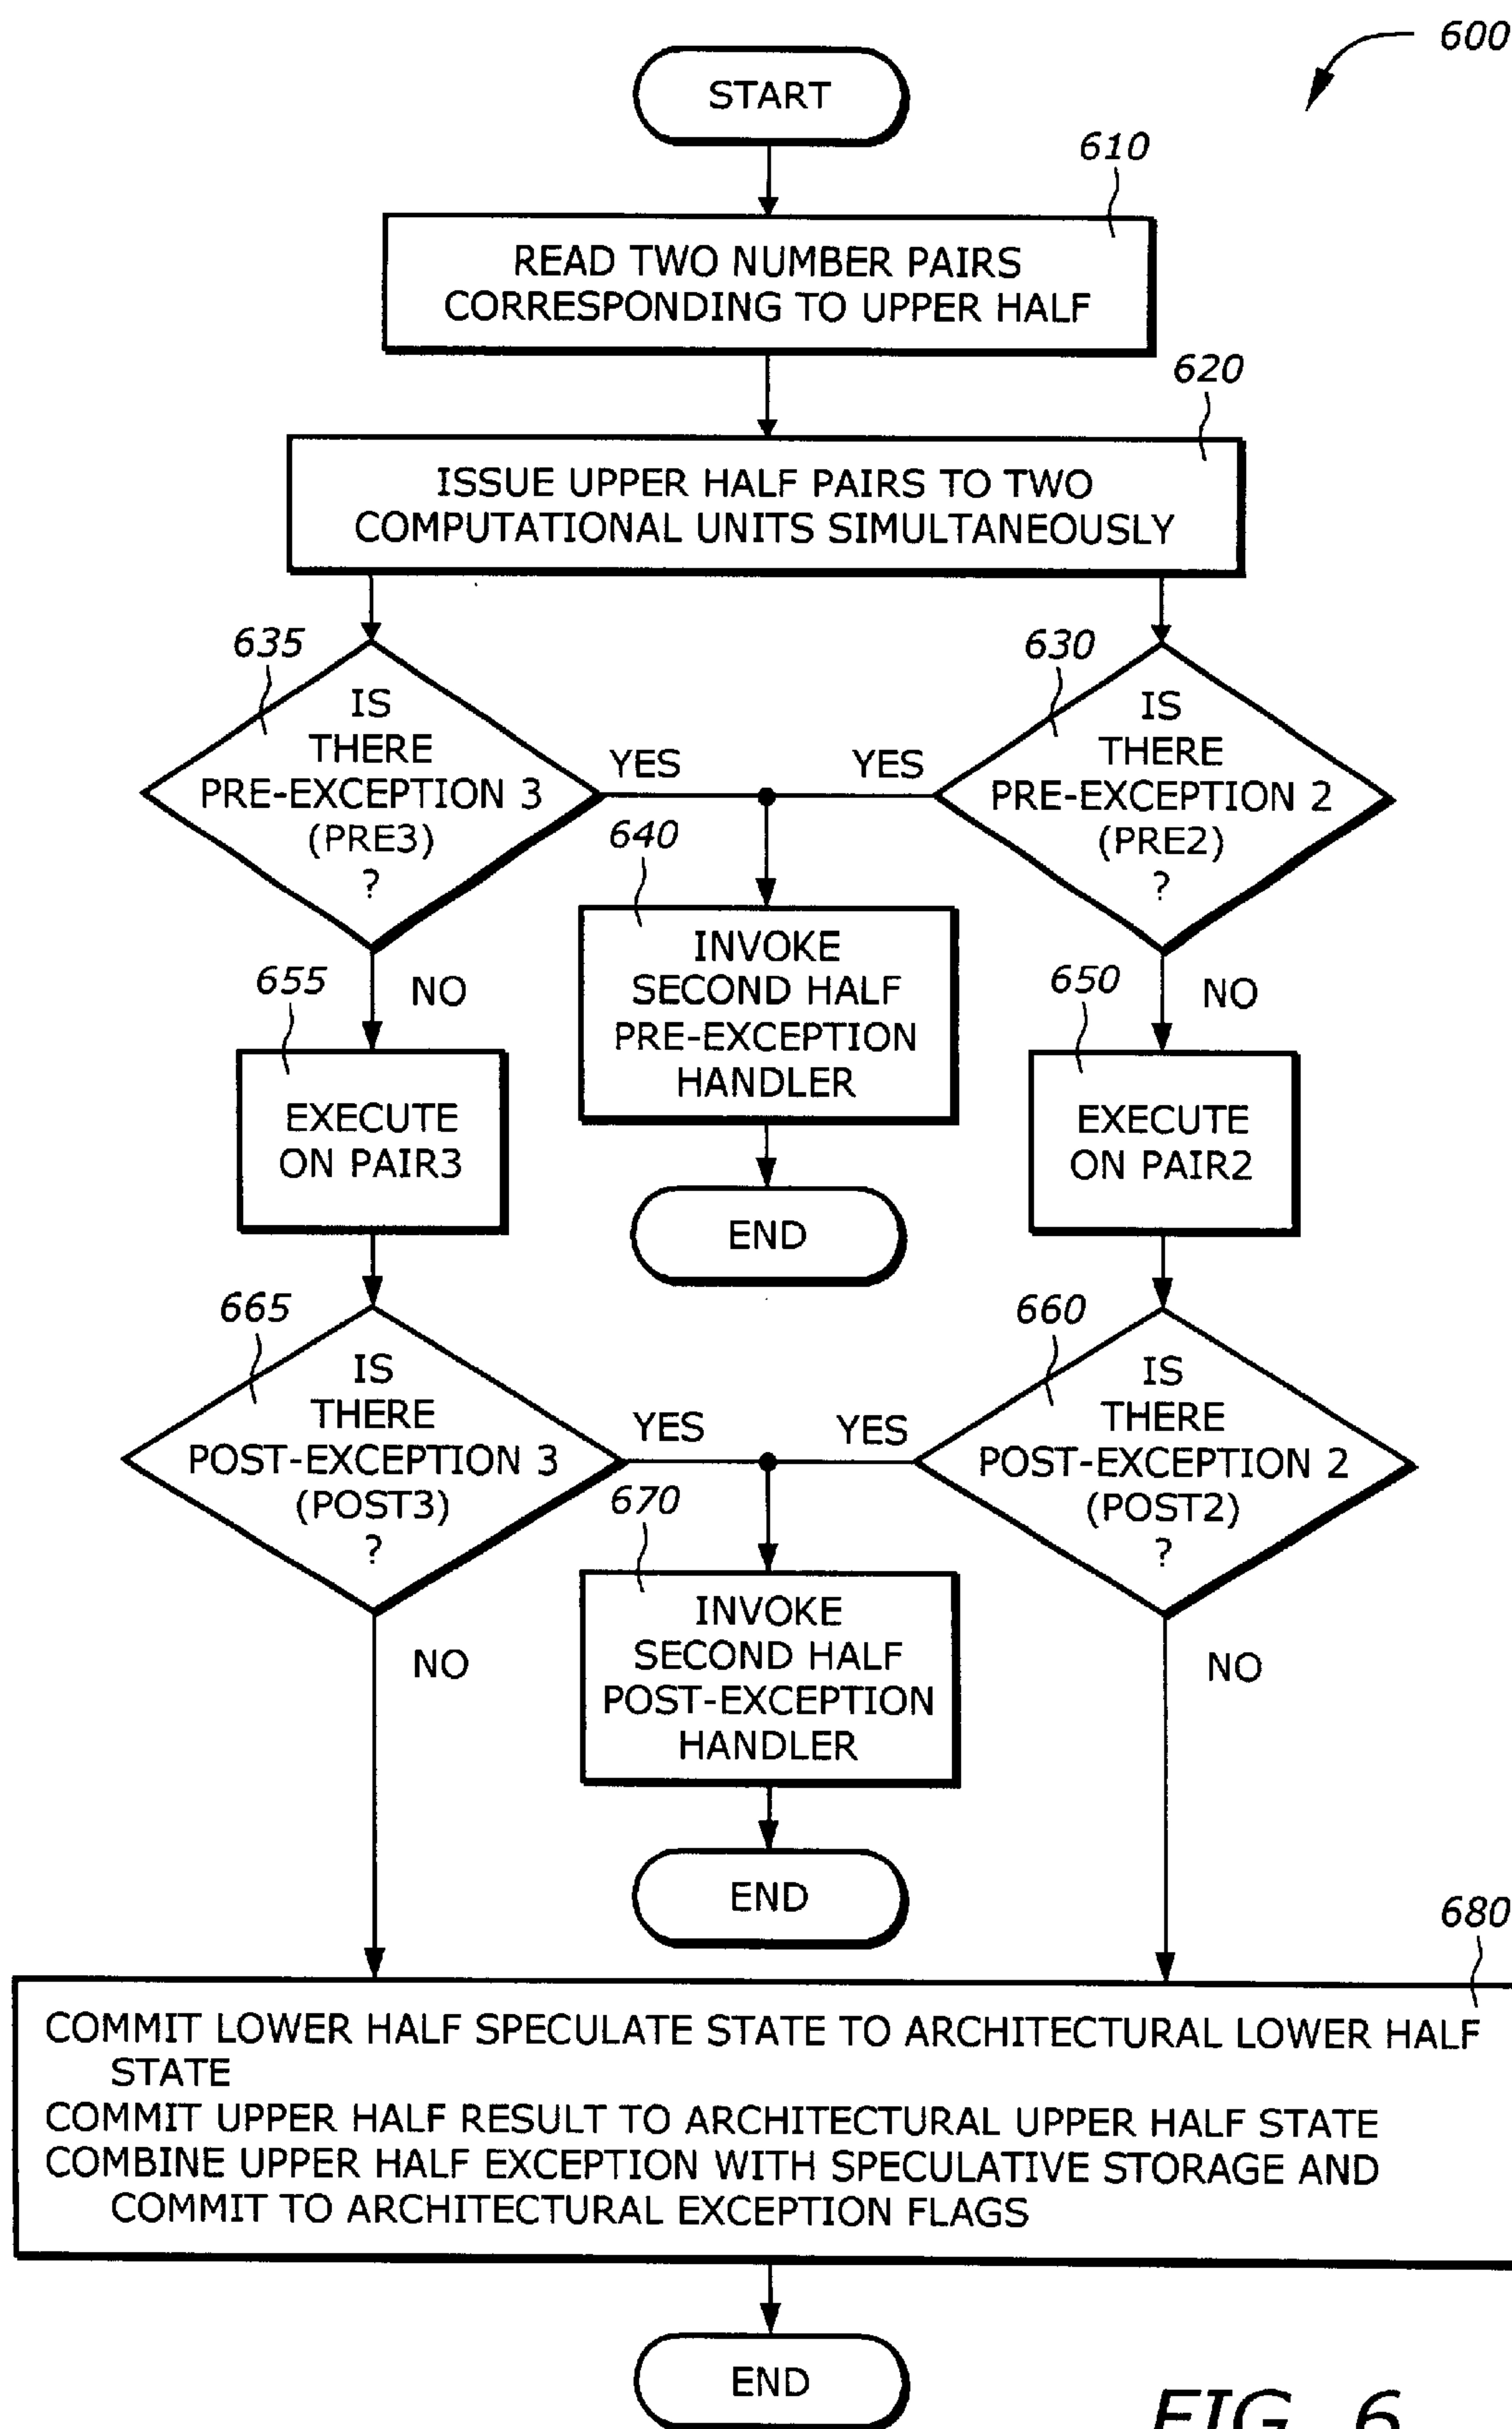 600
START
610
READ TWO NUMBER PAIRS
CORRESPONDING TO UPPER HALF
620
ISSUE UPPER HALF PAIRS TO TWO
COMPUTATIONAL UNITS SIMULTANEOUSLY
635
IS
THERE
PRE-EXCEPTION 3
(PRE3)
?
YES
NO
630
IS
THERE
PRE-EXCEPTION 2
(PRE2)
?
YES
NO
640
INVOKE
SECOND HALF
PRE-EXCEPTION
HANDLER
END
655
EXECUTE
ON PAIR3
650
EXECUTE
ON PAIR2
665
IS
THERE
POST-EXCEPTION 3
(POST3)
?
YES
NO
660
IS
THERE
POST-EXCEPTION 2
(POST2)
?
YES
NO
670
INVOKE
SECOND HALF
POST-EXCEPTION
HANDLER
END
680
COMMIT LOWER HALF SPECULATE STATE TO ARCHITECTURAL LOWER HALF
STATE
COMMIT UPPER HALF RESULT TO ARCHITECTURAL UPPER HALF STATE
COMBINE UPPER HALF EXCEPTION WITH SPECULATIVE STORAGE AND
COMMIT TO ARCHITECTURAL EXCEPTION FLAGS
END
FIG. 6